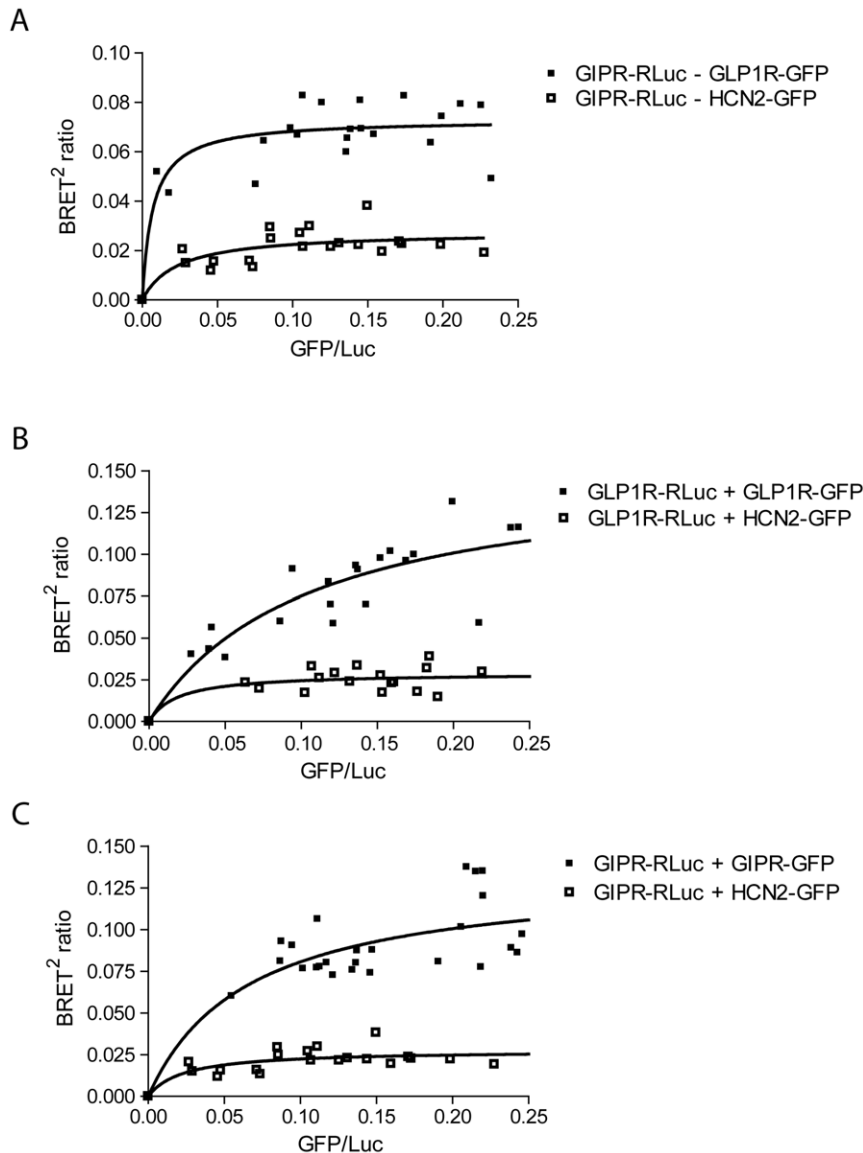 A
0.10
0.08
0.06
0.04
0.02
0.00
BRET² ratio
0.00 0.05 0.10 0.15 0.20 0.25
GFP/Luc
GIPR-RLuc - GLP1R-GFP
GIPR-RLuc - HCN2-GFP
B
0.150
0.125
0.100
0.075
0.050
0.025
0.000
BRET² ratio
0.00 0.05 0.10 0.15 0.20 0.25
GFP/Luc
GLP1R-RLuc + GLP1R-GFP
GLP1R-RLuc + HCN2-GFP
C
0.150
0.125
0.100
0.075
0.050
0.025
0.000
BRET² ratio
0.00 0.05 0.10 0.15 0.20 0.25
GFP/Luc
GIPR-RLuc + GIPR-GFP
GIPR-RLuc + HCN2-GFP